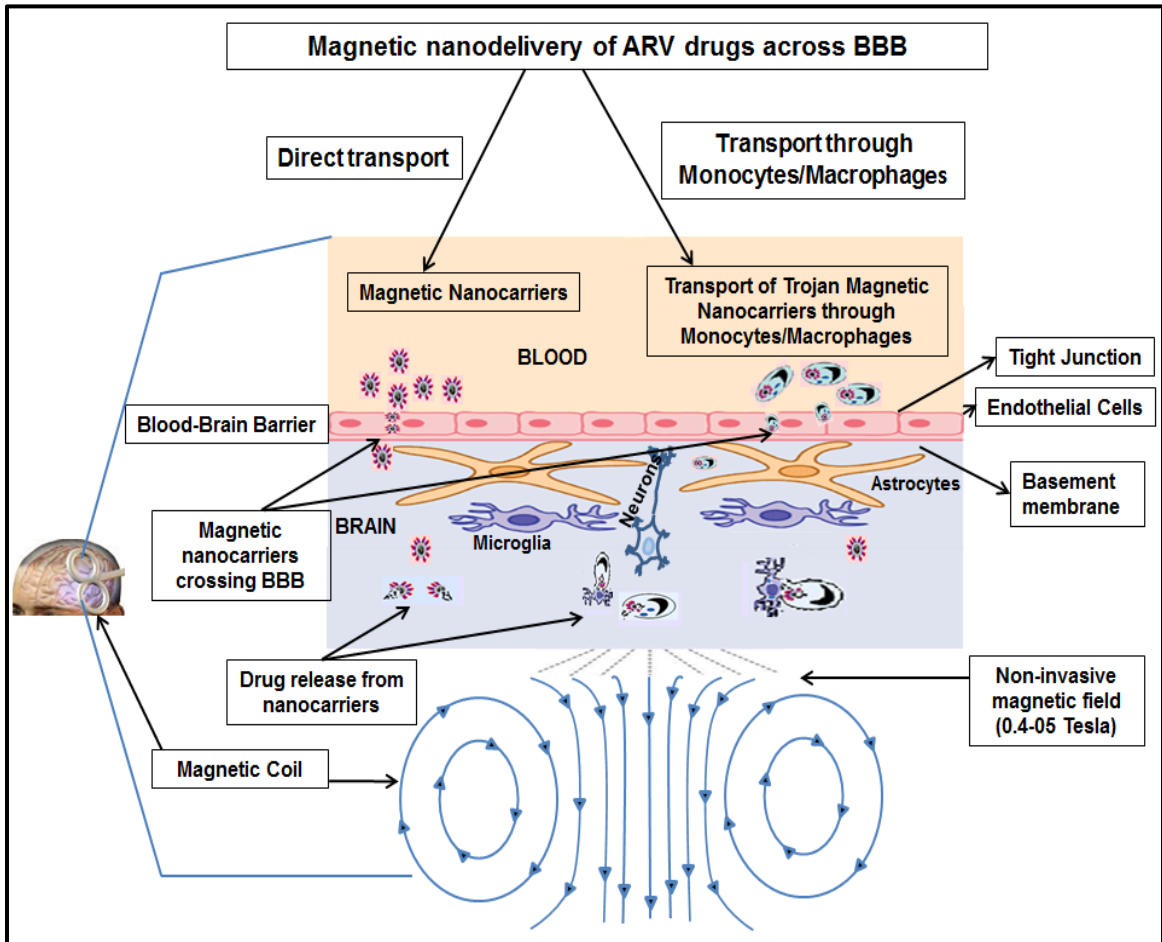 Magnetic nanodelivery of ARV drugs across BBB
Direct transport
Transport through
Monocytes/Macrophages
Magnetic Nanocarriers
Transport of Trojan Magnetic
Nanocarriers through
Monocytes/Macrophages
BLOOD
Tight Junction
Blood-Brain Barrier
Endothelial Cells
Neurons
Astrocytes
Basement
membrane
Magnetic
nanocarriers
crossing BBB
BRAIN
Microglia
Drug release from
nanocarriers
Non-invasive
magnetic field
(0.4-05 Tesla)
Magnetic Coil